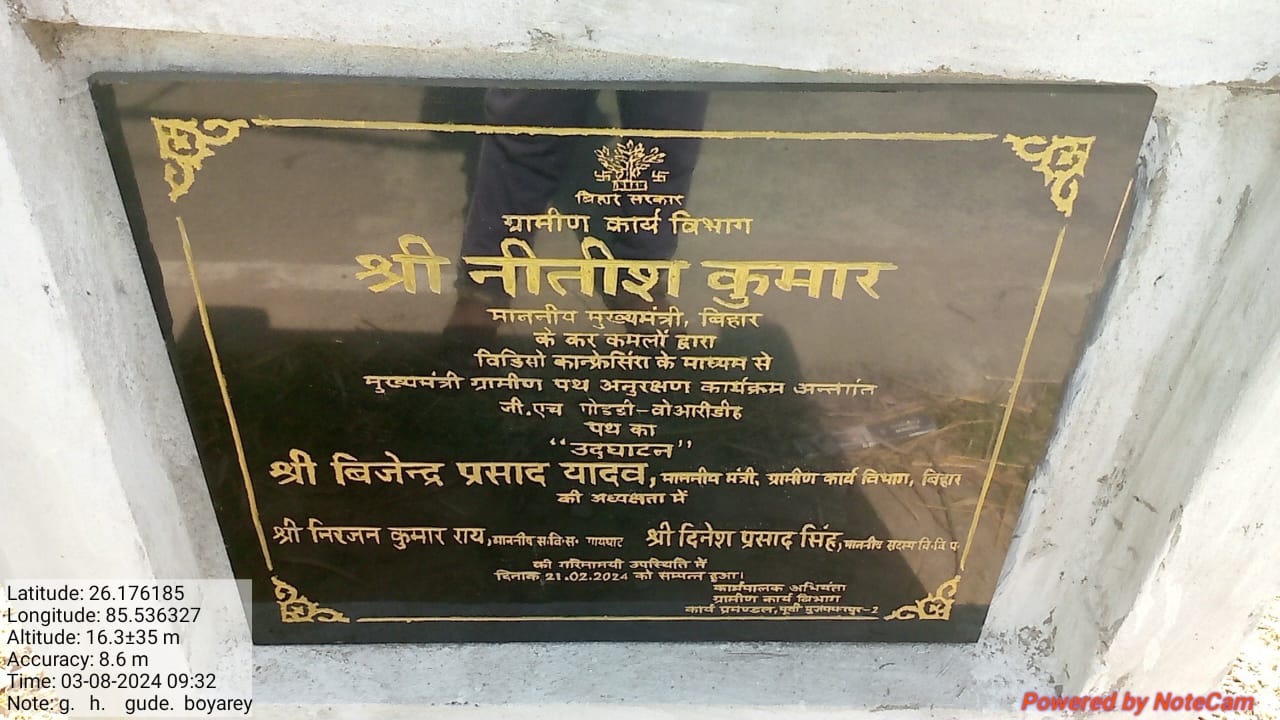 बिहार सरकार
ग्रामीण कार्य विभाग
श्री नीतीश कुमार
माननीय मुख्यमंत्री, बिहार
के कर कमलों द्वारा
विडिसो कान्फ्रेसिंग के माध्यम से
मुख्यमंत्री ग्रामीण पथ अनुरक्षण कार्यक्रम अन्तर्गत
जी.एच गोडडी-वोआरीडीह
पथ का
“उदघाटन”
श्री बिजेन्द्र प्रसाद यादव, माननीय मंत्री, ग्रामीण कार्य विभाग, बिहार
की अध्यक्षता में
श्री निरजन कुमार राय, माननीय स.वि.स. गायघाट श्री दिनेश प्रसाद सिंह, माननीय सदस्य वि.वि.प.
की गरिमामयी उपस्थिति में
दिनाक 21.02.2024 को सम्पन्न हुआ।
कार्यपालक अभियंता
ग्रामीण कार्य विभाग
कार्य प्रमण्डल, पूर्वी मुजफ्फरपुर-2
Latitude: 26.176185
Longitude: 85.536327
Altitude: 16.3±35 m
Accuracy: 8.6 m
Time: 03-08-2024 09:32
Note: g. h. gude. boyarey
Powered by NoteCam